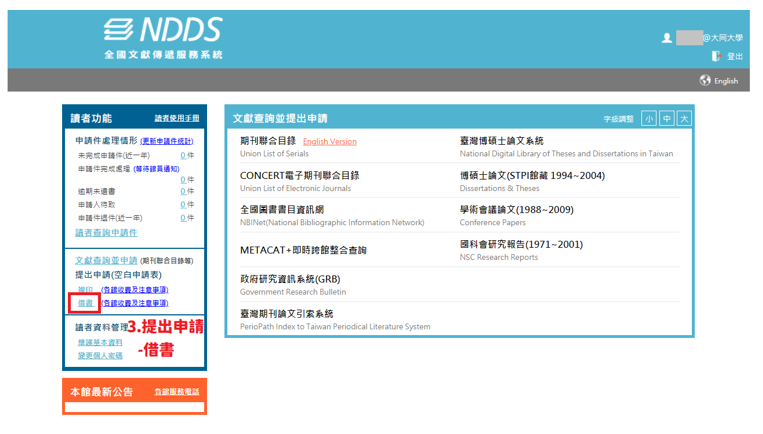 NDDS
全國文獻傳遞服務系統
@大同大學
登出
English
讀者功能 讀者使用手冊
申請件處理情形 (更新申請件統計)
未完成申請件(近一年) 0 件
申請件完成處理 (等待館員通知)
0 件
逾期未還書 0 件
申請人待取 0 件
申請件退件(近一年) 0 件
讀者查詢申請件
文獻查詢並申請 (期刊聯合目錄等)
提出申請(空白申請表)
複印 (各館收費及注意事項)
借書 (各館收費及注意事項)
讀者資料管理
維護基本資料
變更個人密碼
3.提出申請
-借書
本館最新公告 各館服務電話
文獻查詢並提出申請 字級調整 小 中 大
期刊聯合目錄 English Version
Union List of Serials
臺灣博碩士論文系統
National Digital Library of Theses and Dissertations in Taiwan
CONCERT電子期刊聯合目錄
Union List of Electronic Journals
博碩士論文(STPI館藏 1994~2004)
Dissertations & Theses
全國圖書書目資訊網
NBINet(National Bibliographic Information Network)
學術會議論文(1988~2009)
Conference Papers
METACAT+即時跨館整合查詢
國科會研究報告(1971~2001)
NSC Research Reports
政府研究資訊系統(GRB)
Government Research Bulletin
臺灣期刊論文引索系統
PerioPath Index to Taiwan Periodical Literature System